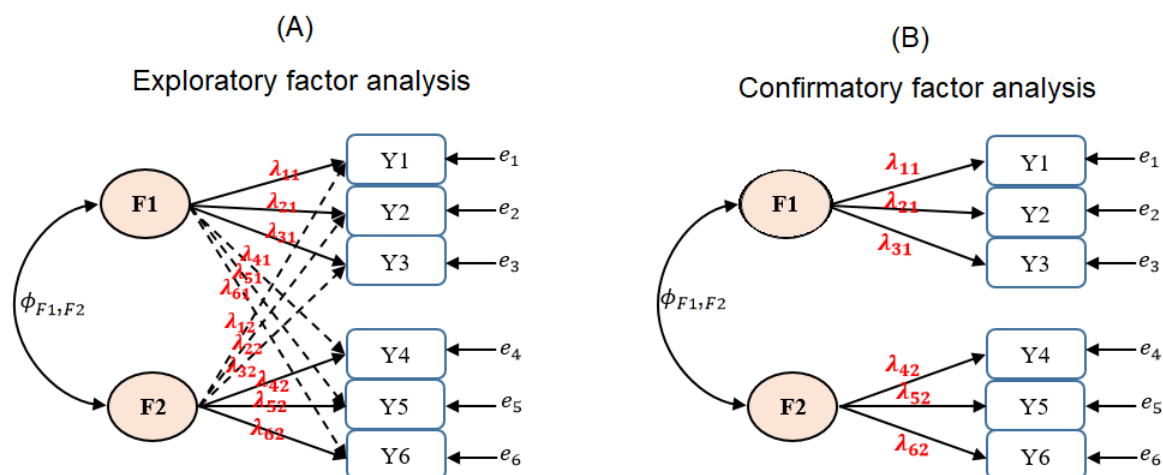 (A)
Exploratory factor analysis
F1
F2
ϕF1,F2
λ11
λ21
λ31
λ41
λ51
λ61
λ12
λ22
λ32
λ42
λ52
λ62
Y1
Y2
Y3
Y4
Y5
Y6
e1
e2
e3
e4
e5
e6
(B)
Confirmatory factor analysis
F1
F2
ϕF1,F2
λ11
λ21
λ31
λ42
λ52
λ62
Y1
Y2
Y3
Y4
Y5
Y6
e1
e2
e3
e4
e5
e6